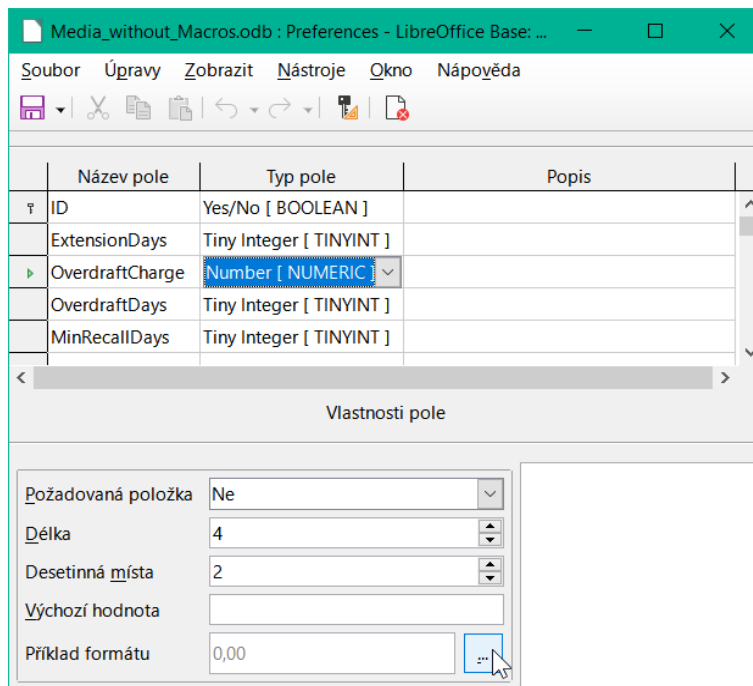 Media_without_Macros.odb : Preferences - LibreOffice Base: ...
Soubor Úpravy Zobrazit Nástroje Okno Nápověda
Název pole Typ pole Popis
ID Yes/No [ BOOLEAN ]
ExtensionDays Tiny Integer [ TINYINT ]
OverdraftCharge Number [ NUMERIC ]
OverdraftDays Tiny Integer [ TINYINT ]
MinRecallDays Tiny Integer [ TINYINT ]
Vlastnosti pole
Požadovaná položka Ne
Délka 4
Desetinná místa 2
Výchozí hodnota
Příklad formátu 0,00 ...